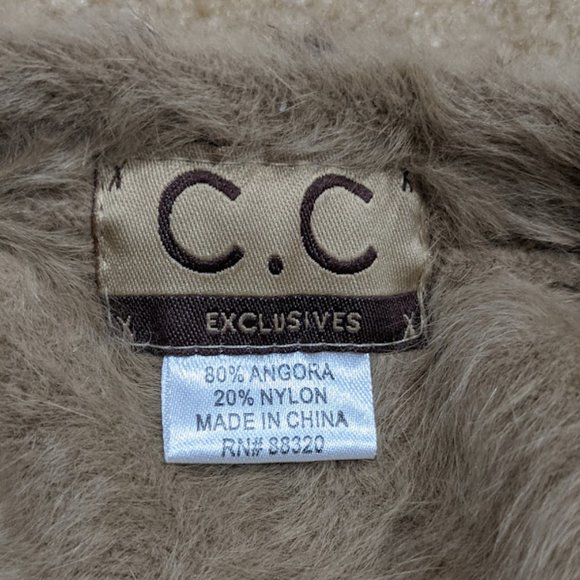 C.C
EXCLUSIVES
80% ANGORA
20% NYLON
MADE IN CHINA
RN# 88320